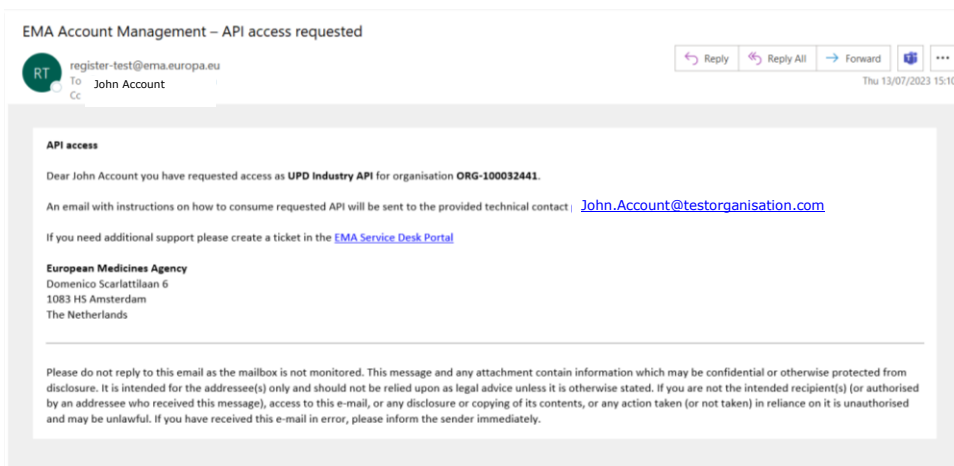 EMA Account Management – API access requested
RT
register-test@ema.europa.eu
To John Account
Cc
Reply
Reply All
Forward
Thu 13/07/2023 15:10
API access
Dear John Account you have requested access as UPD Industry API for organisation ORG-100032441.
An email with instructions on how to consume requested API will be sent to the provided technical contact John.Account@testorganisation.com
If you need additional support please create a ticket in the EMA Service Desk Portal
European Medicines Agency
Domenico Scarlattilaan 6
1083 HS Amsterdam
The Netherlands
Please do not reply to this email as the mailbox is not monitored. This message and any attachment contain information which may be confidential or otherwise protected from
disclosure. It is intended for the addressee(s) only and should not be relied upon as legal advice unless it is otherwise stated. If you are not the intended recipient(s) (or authorised
by an addressee who received this message), access to this e-mail, or any disclosure or copying of its contents, or any action taken (or not taken) in reliance on it is unauthorised
and may be unlawful. If you have received this e-mail in error, please inform the sender immediately.